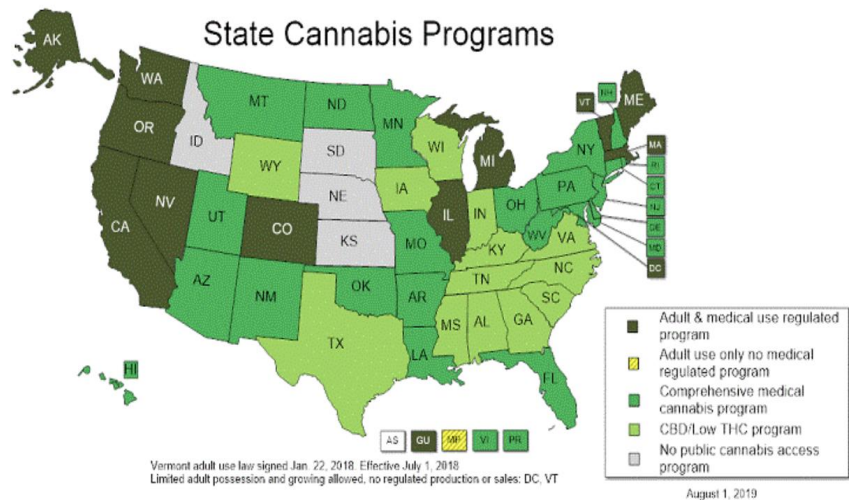 State Cannabis Programs
AK
WA
OR
CA
NV
ID
MT
WY
UT
CO
AZ
NM
ND
SD
NE
KS
OK
TX
MN
IA
MO
AR
LA
WI
IL
MI
IN
OH
KY
TN
MS
AL
GA
FL
SC
NC
VA
WV
PA
NY
VT
NH
ME
MA
RI
CT
NJ
DE
MD
DC
HI
AS
GU
MP
VI
PR
Adult & medical use regulated
program
Adult use only no medical
regulated program
Comprehensive medical
cannabis program
CBD/Low THC program
No public cannabis access
program
Vermont adult use law signed Jan. 22, 2018. Effective July 1, 2018
Limited adult possession and growing allowed, no regulated production or sales: DC, VT
August 1, 2019